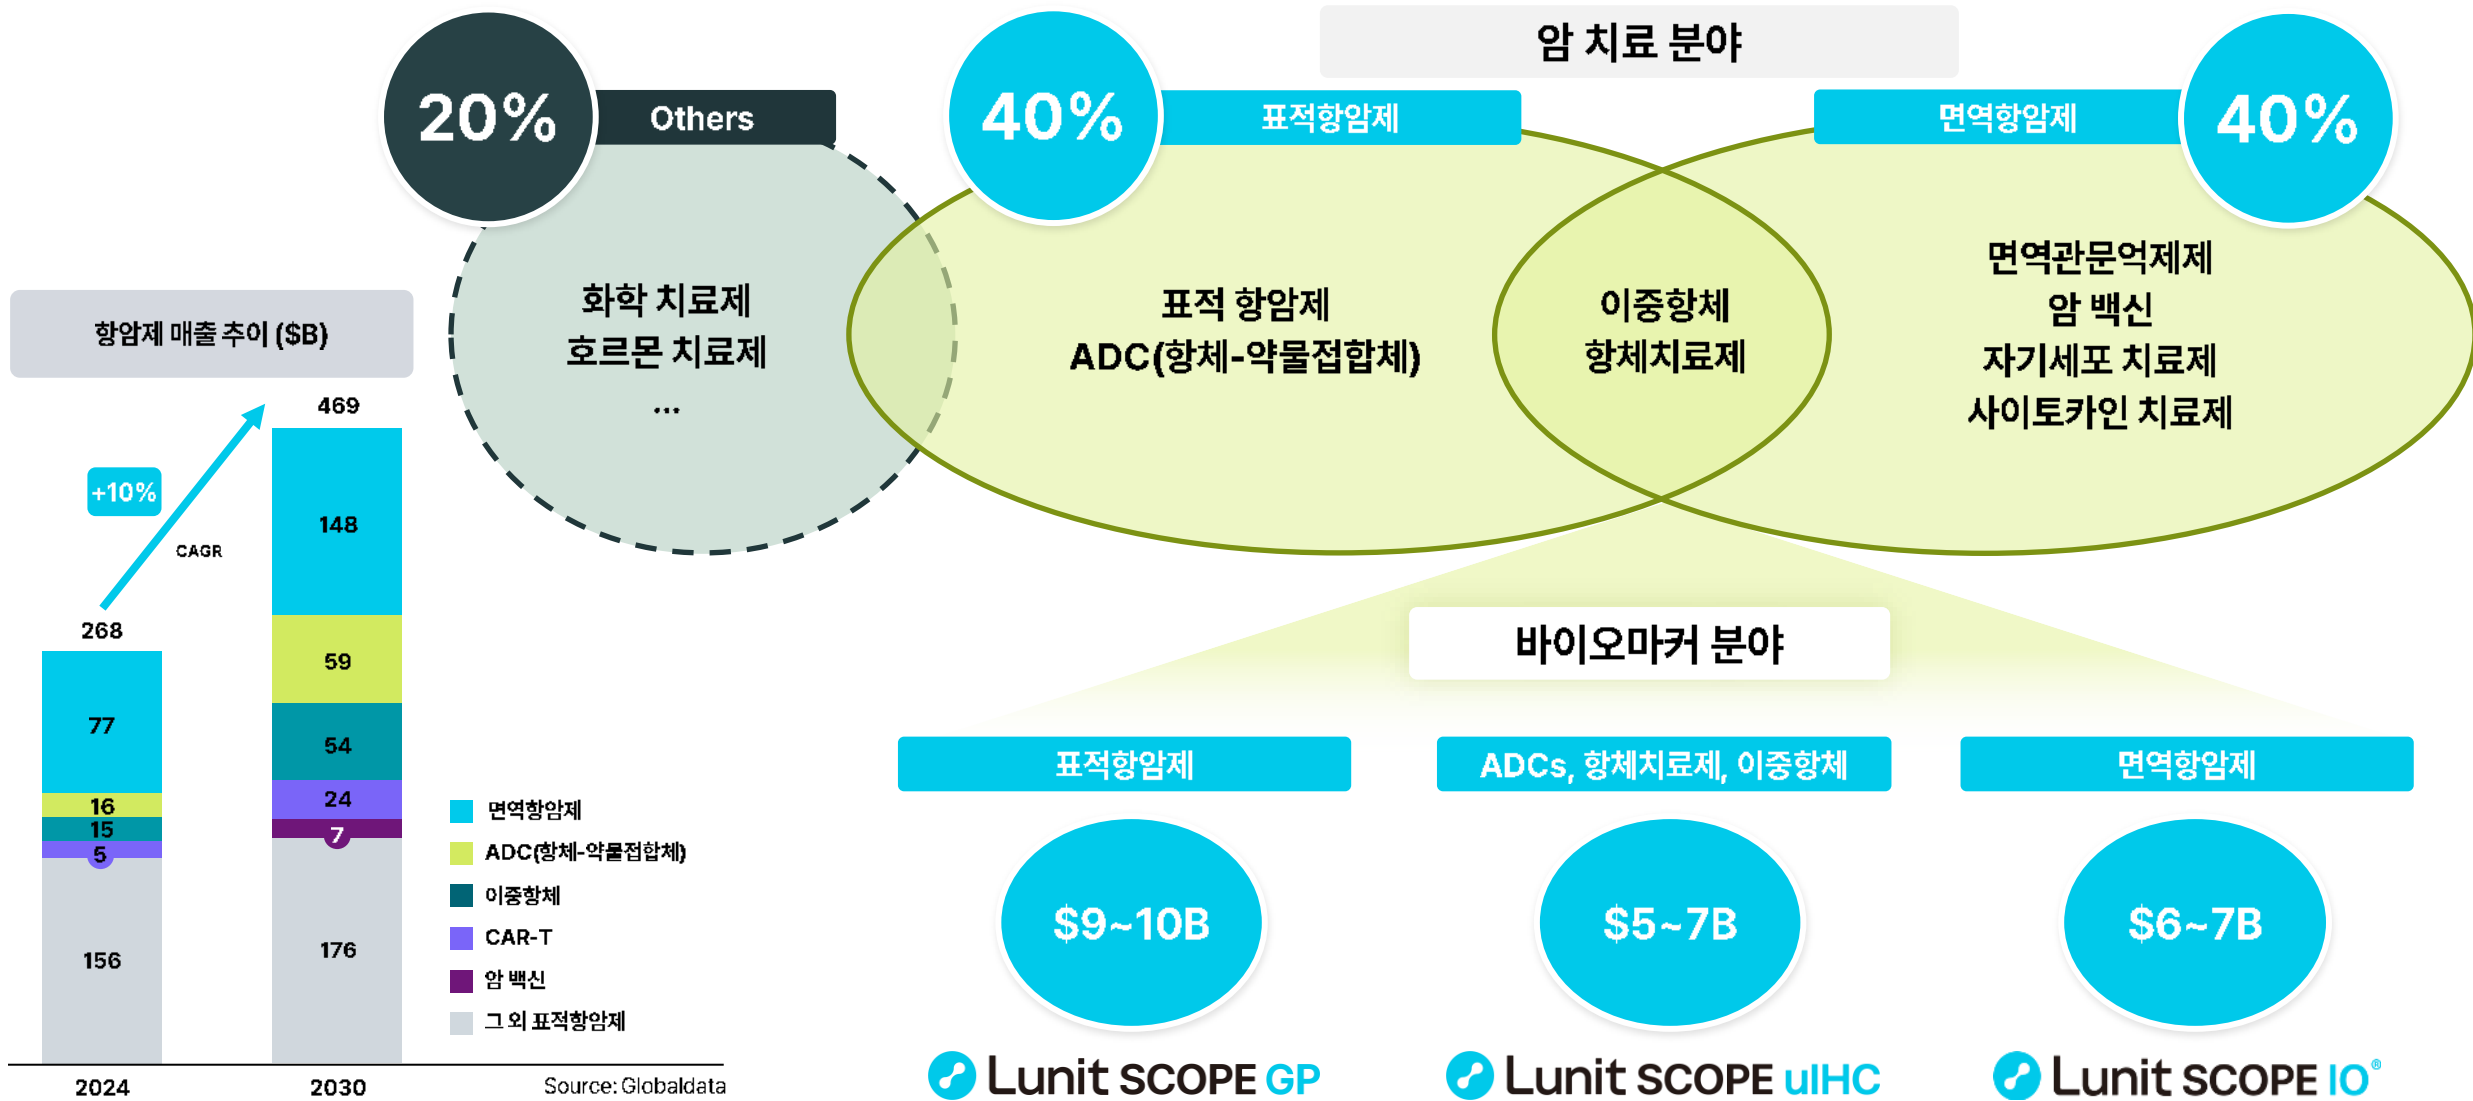 암 치료 분야
20%
Others
40%
표적항암제
면역항암제
40%
화학 치료제
호르몬 치료제
...
표적 항암제
ADC(항체-약물접합체)
이중항체
항체치료제
면역관문억제제
암 백신
자기세포 치료제
사이토카인 치료제
항암제 매출 추이 ($B)
469
+10%
CAGR
268
148
59
54
24
7
176
77
16
15
5
156
2024
2030
면역항암제
ADC(항체-약물접합체)
이중항체
CAR-T
암 백신
그 외 표적항암제
Source: Globaldata
바이오마커 분야
표적항암제
ADCs, 항체치료제, 이중항체
면역항암제
$9~10B
$5~7B
$6~7B
Lunit SCOPE GP
Lunit SCOPE uIHC
Lunit SCOPE IO®